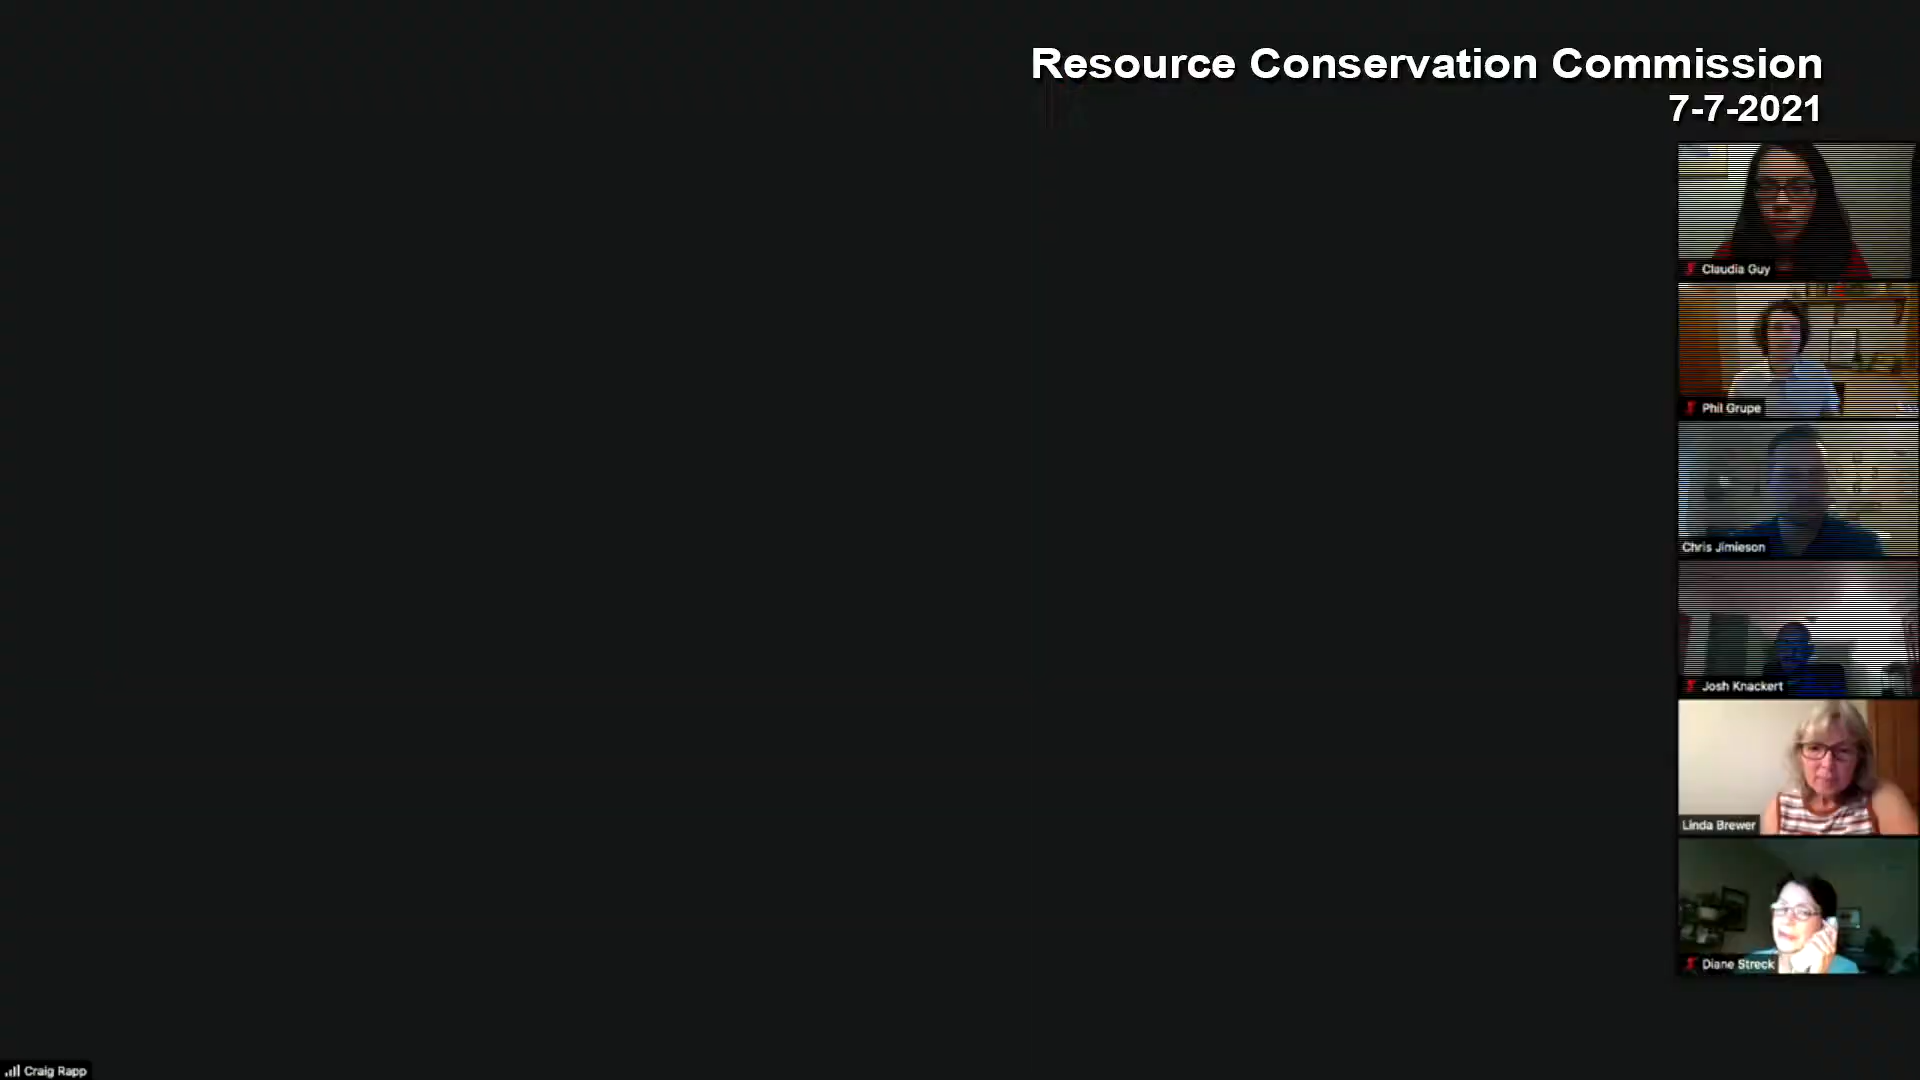 Resource Conservation Commission
7-7-2021
Claudia Guy
Phil Grupe
Chris Jimieson
Josh Knackert
Linda Brewer
Diane Streck
Craig Rapp